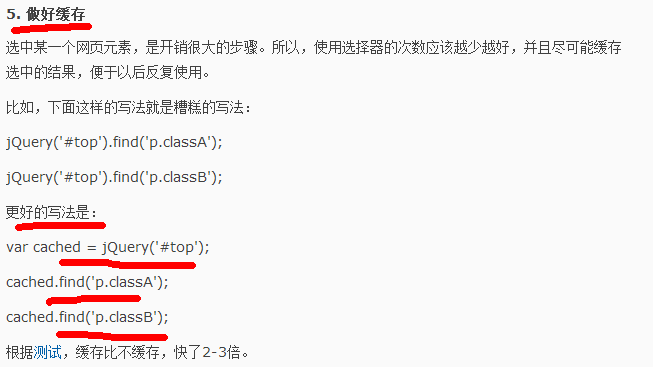 5. 做好缓存
选中某一个网页元素，是开销很大的步骤。所以，使用选择器的次数应该越少越好，并且尽可能缓存
选中的结果，便于以后反复使用。
比如，下面这样的写法就是糟糕的写法：
jQuery('#top').find('p.classA');
jQuery('#top').find('p.classB');
更好的写法是：
var cached = jQuery('#top');
cached.find('p.classA');
cached.find('p.classB');
根据测试，缓存比不缓存，快了2-3倍。